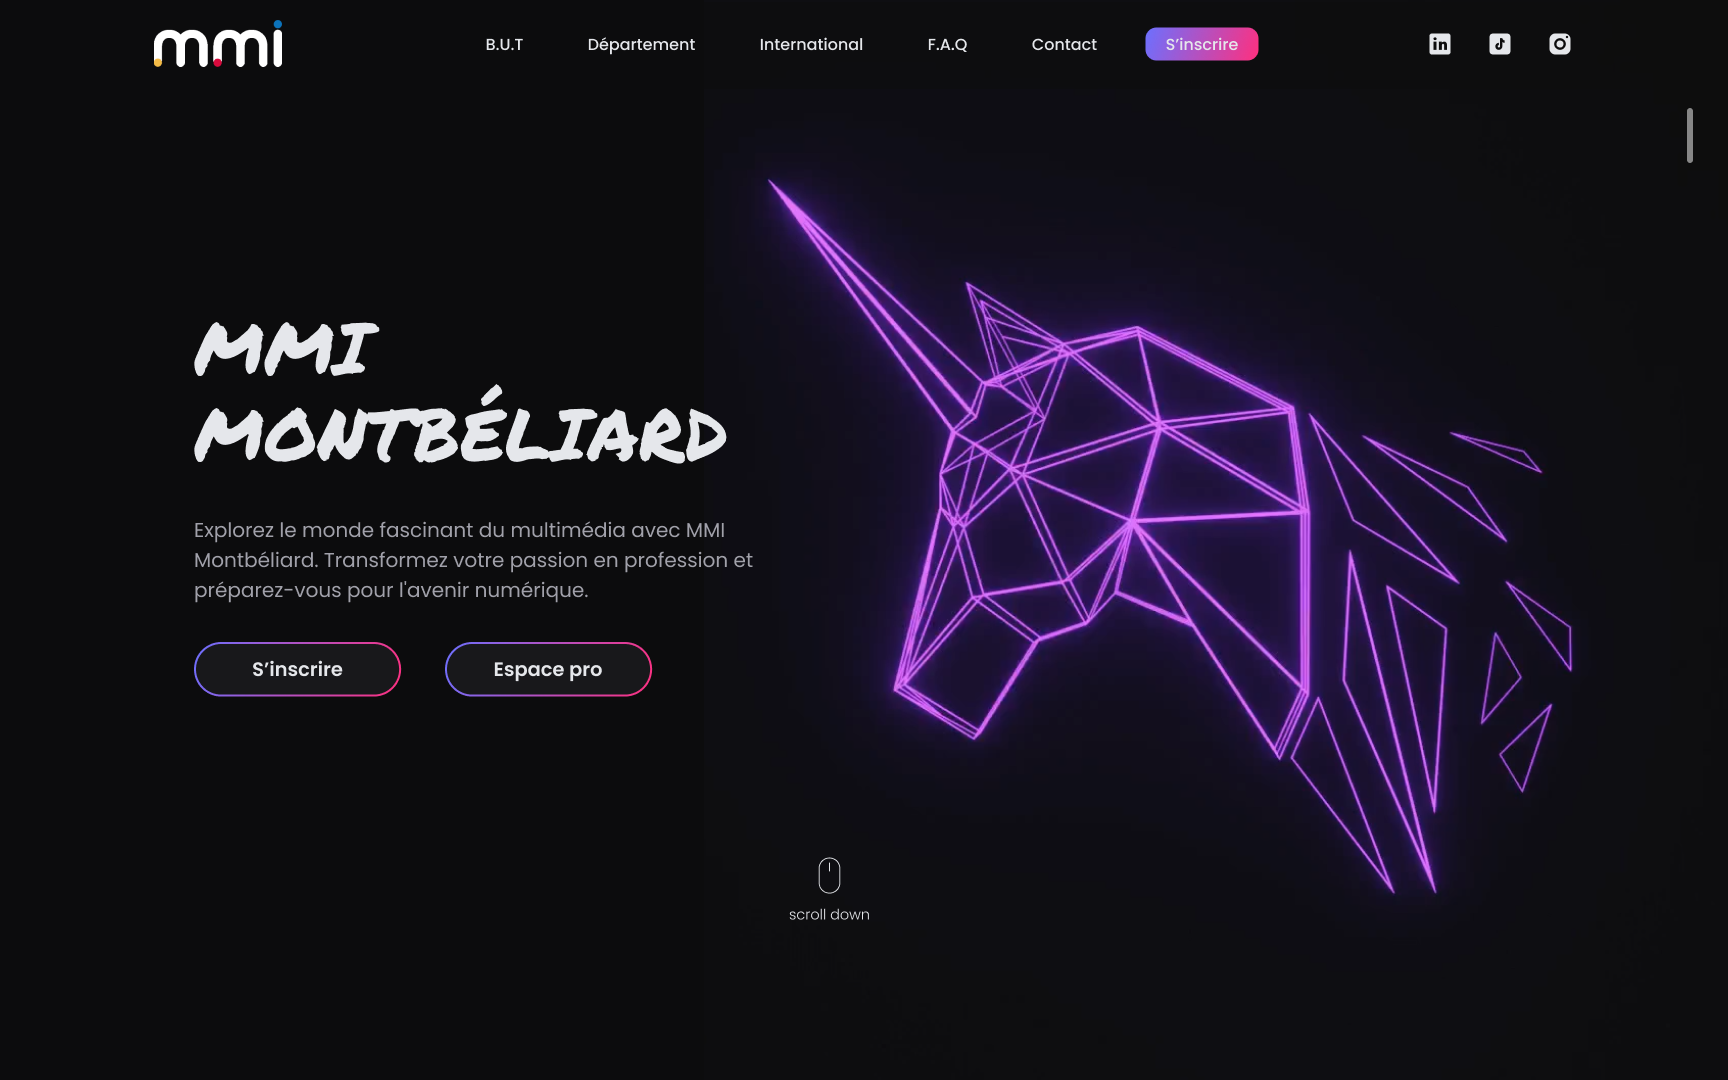 mmi
B.U.T
Département
International
F.A.Q
Contact
S’inscrire
MMI
MONTBÉLIARD
Explorez le monde fascinant du multimédia avec MMI
Montbéliard. Transformez votre passion en profession et
préparez-vous pour l'avenir numérique.
S’inscrire
Espace pro
scroll down